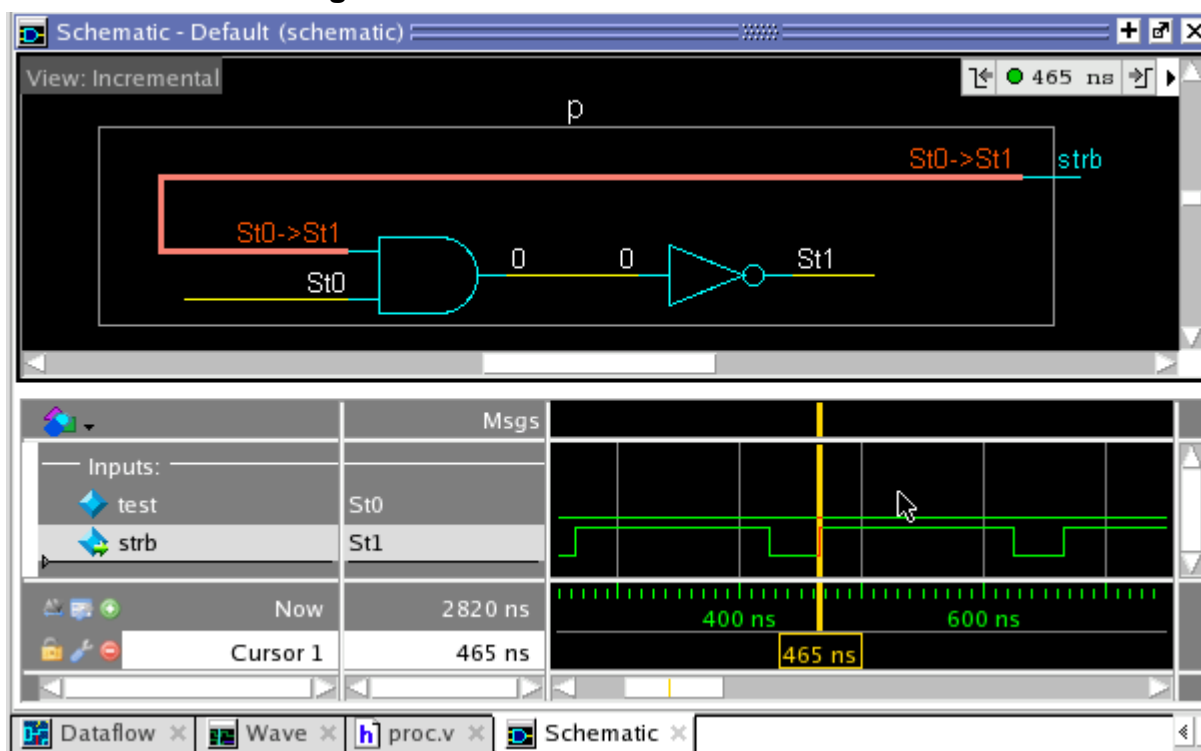 Schematic - Default (schematic)
View: Incremental
465 ns
p
St0->St1
strb
St0->St1
0
0
St1
St0
Msgs
Inputs:
test
St0
strb
St1
Now
2820 ns
400 ns
600 ns
Cursor 1
465 ns
465 ns
Dataflow
Wave
h
proc.v
Schematic